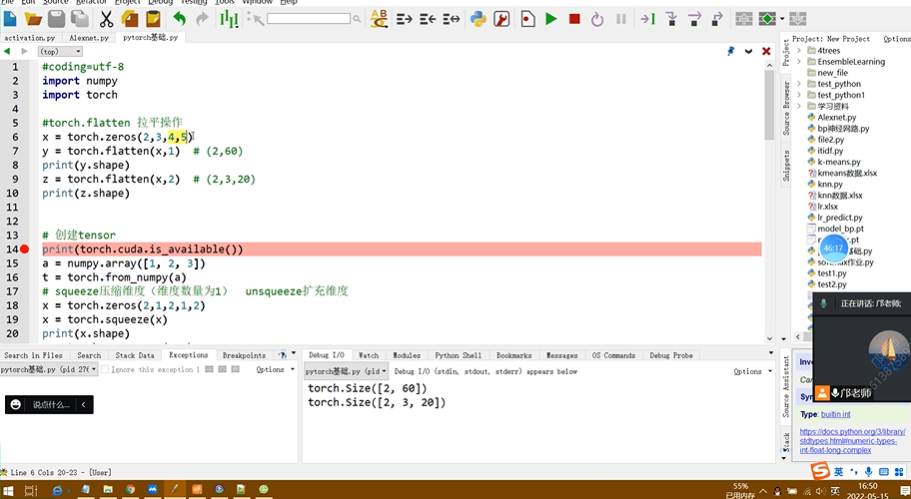 File Edit Source Refactor Project Debug Testing Tools Window Help
activation.py Alexnet.py pytorch基础.py
(top)
1 #coding=utf-8
2 import numpy
3 import torch
4
5 #torch.flatten 拉平操作
6 x = torch.zeros(2,3,4,5)
7 y = torch.flatten(x,1) # (2,60)
8 print(y.shape)
9 z = torch.flatten(x,2) # (2,3,20)
10 print(z.shape)
11
12
13 # 创建tensor
14 print(torch.cuda.is_available())
15 a = numpy.array([1, 2, 3])
16 t = torch.from_numpy(a)
17 # squeeze压缩维度（维度数量为1） unsqueeze扩充维度
18 x = torch.zeros(2,1,2,1,2)
19 x = torch.squeeze(x)
20 print(x.shape)
Project: New Project Options
4trees
EnsembleLearning
new_file
test_python
test_python1
学习资料
Alexnet.py
bp神经网路.py
file2.py
itidf.py
k-means.py
kmeans数据.xlsx
knn.py
knn数据.xlsx
lr.xlsx
lr_predict.py
model_bp.pt
46:17
test1.py
test2.py
Project
Source Browser
Snippets
正在讲话: 邝老师;
邝老师
Search in Files Search Stack Data Exceptions Breakpoints
pytorch基础.py (pid 276
Ignore this exception l
Options
说点什么...
Debug I/O Watch Modules Python Shell Bookmarks Messages OS Commands Debug Probe
pytorch基础.py (pid
Debug I/O (stdin, stdout, stderr) appears below
Options
torch.Size([2, 60])
torch.Size([2, 3, 20])
Source Assistant
Stack
Type: builtin int
https://docs.python.org/3/library/
stdtypes.html#numeric-types-
int-float-long-complex
Line 6 Cols 20-23 - [User]
英
55%
已用内存
英
16:50
2022-05-15